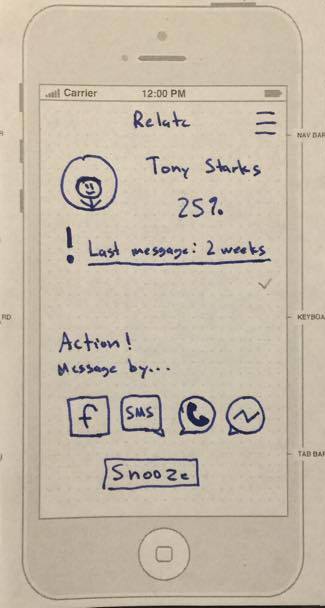 Carrier 12:00 PM
Relate
NAV BAR
Tony Starks
25%
! Last message: 2 weeks
KEYBOA
RD
Action!
Message by...
f SMS
TAB BAR
Snooze